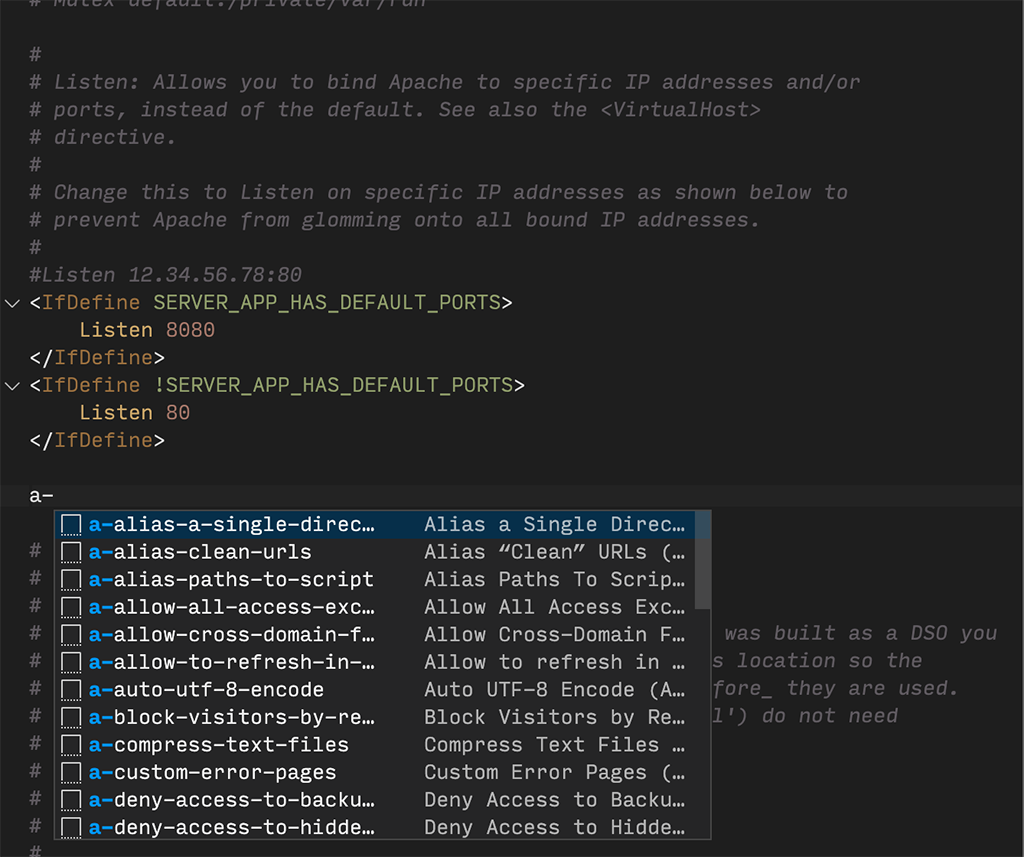 # Mutex default:/private/var/run
#
# Listen: Allows you to bind Apache to specific IP addresses and/or
# ports, instead of the default. See also the <VirtualHost>
# directive.
#
# Change this to Listen on specific IP addresses as shown below to
# prevent Apache from glomming onto all bound IP addresses.
#
#Listen 12.34.56.78:80
<IfDefine SERVER_APP_HAS_DEFAULT_PORTS>
    Listen 8080
</IfDefine>
<IfDefine !SERVER_APP_HAS_DEFAULT_PORTS>
    Listen 80
</IfDefine>
a-
a-alias-a-single-direc… Alias a Single Direc…
# a-alias-clean-urls Alias “Clean” URLs (…
# a-alias-paths-to-script Alias Paths To Scrip…
# a-allow-all-access-exc… Allow All Access Exc…
# a-allow-cross-domain-f… Allow Cross-Domain F… was built as a DSO you
# a-allow-to-refresh-in-… Allow to refresh in … s location so the
# a-auto-utf-8-encode Auto UTF-8 Encode (A… fore_ they are used.
# a-block-visitors-by-re… Block Visitors by Re… l') do not need
# a-compress-text-files Compress Text Files …
# a-custom-error-pages Custom Error Pages (…
# a-deny-access-to-backu… Deny Access to Backu…
# a-deny-access-to-hidde… Deny Access to Hidde…
#